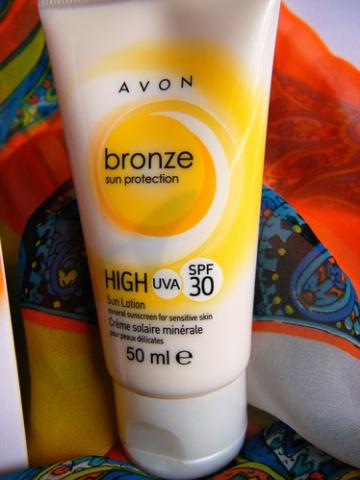 AVON
bronze
sun protection
HIGH UVA SPF 30
Sun Lotion
mineral sunscreen for sensitive skin
Crème solaire minérale
pour peaux délicates
50 ml ℮